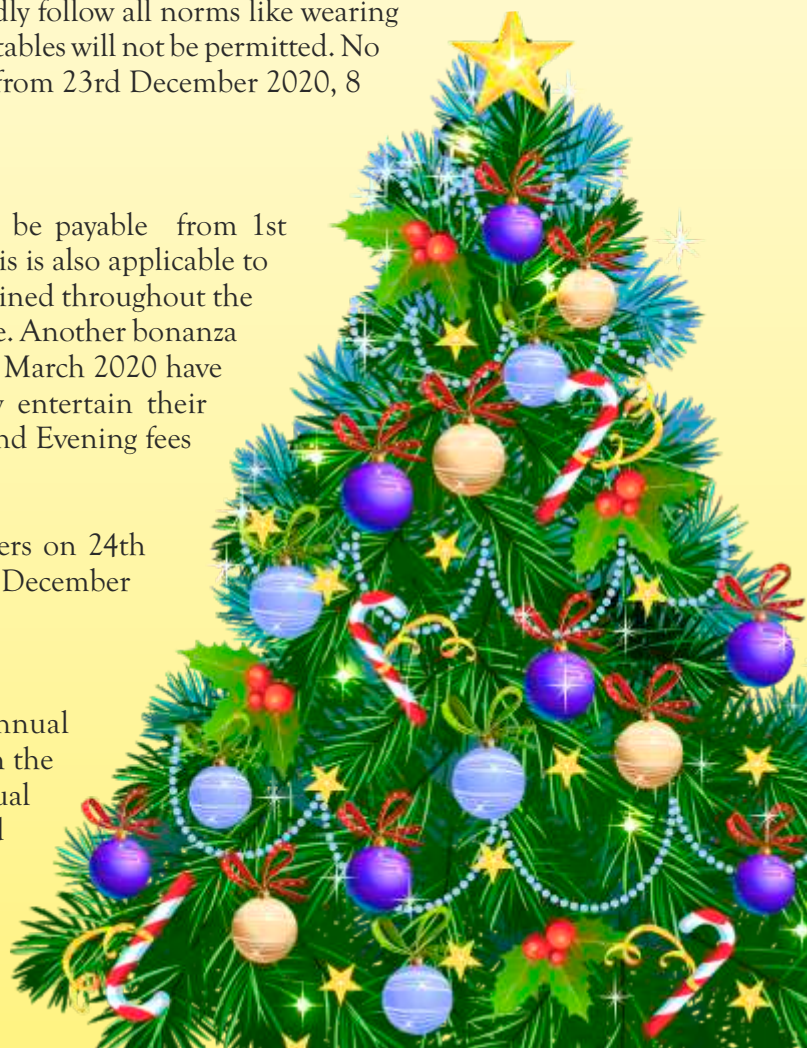 dly follow all norms like wearing
tables will not be permitted. No
from 23rd December 2020, 8
be payable from 1st
is is also applicable to
ined throughout the
e. Another bonanza
March 2020 have
y entertain their
nd Evening fees
ers on 24th
December
nnual
n the
ual
l